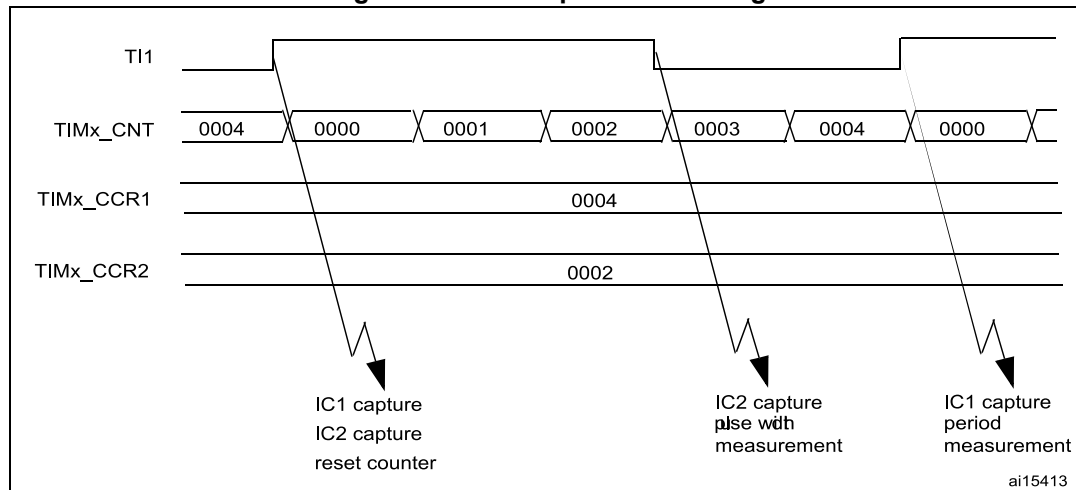 TI1
TIMx_CNT 0004 0000 0001 0002 0003 0004 0000
TIMx_CCR1 0004
TIMx_CCR2 0002
IC1 capture
IC2 capture
reset counter
IC2 capture
measurement
IC1 capture
period
measurement
ai15413